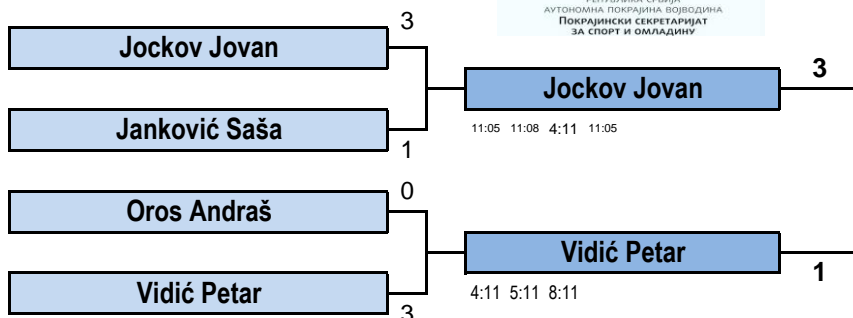 РЕПУБЛИКА СРБИЈА
АУТОНОМНА ПОКРАЈИНА ВОЈВОДИНА
ПОКРАЈИНСКИ СЕКРЕТАРИЈАТ
ЗА СПОРТ И ОМЛАДИНУ
3
Jockov Jovan
Jockov Jovan
3
Janković Saša
11:05 11:08 4:11 11:05
1
0
Oros Andraš
Vidić Petar
1
Vidić Petar
4:11 5:11 8:11
3